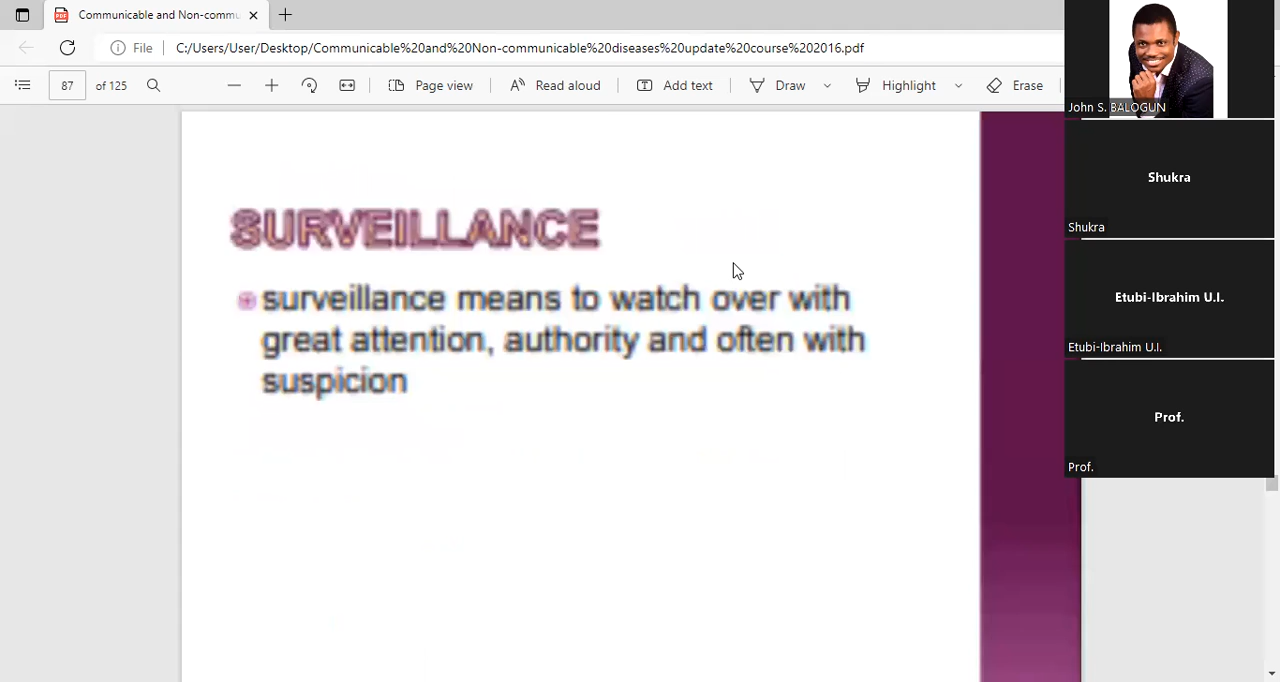 Communicable and Non-commu
File
C:/Users/User/Desktop/Communicable%20and%20Non-communicable%20diseases%20update%20course%202016.pdf
87 of 125
Page view
Read aloud
Add text
Draw
Highlight
Erase
SURVEILLANCE
surveillance means to watch over with
great attention, authority and often with
suspicion
John S. BALOGUN
Shukra
Shukra
Etubi-Ibrahim U.I.
Etubi-Ibrahim U.I.
Prof.
Prof.